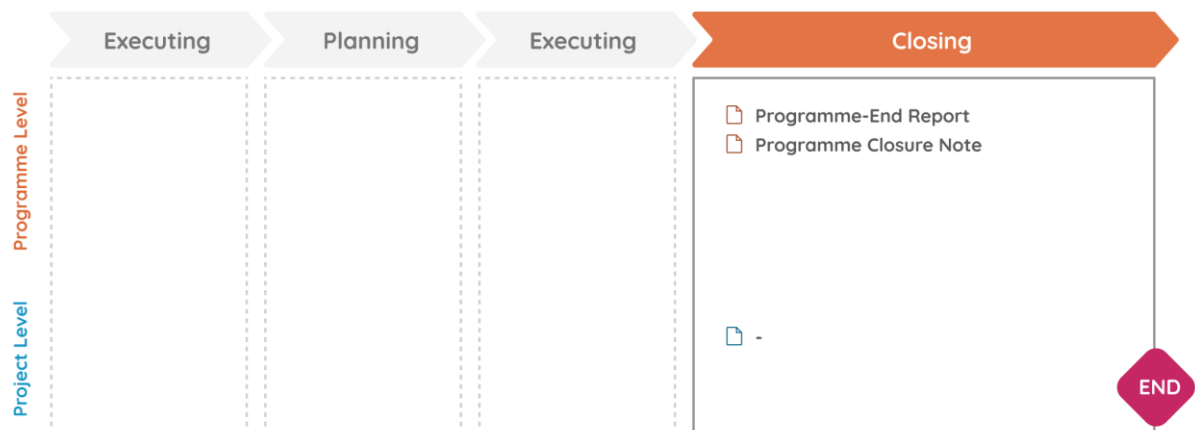 Executing
Planning
Executing
Closing
Programme Level
Programme-End Report
Programme Closure Note
Project Level
-
END